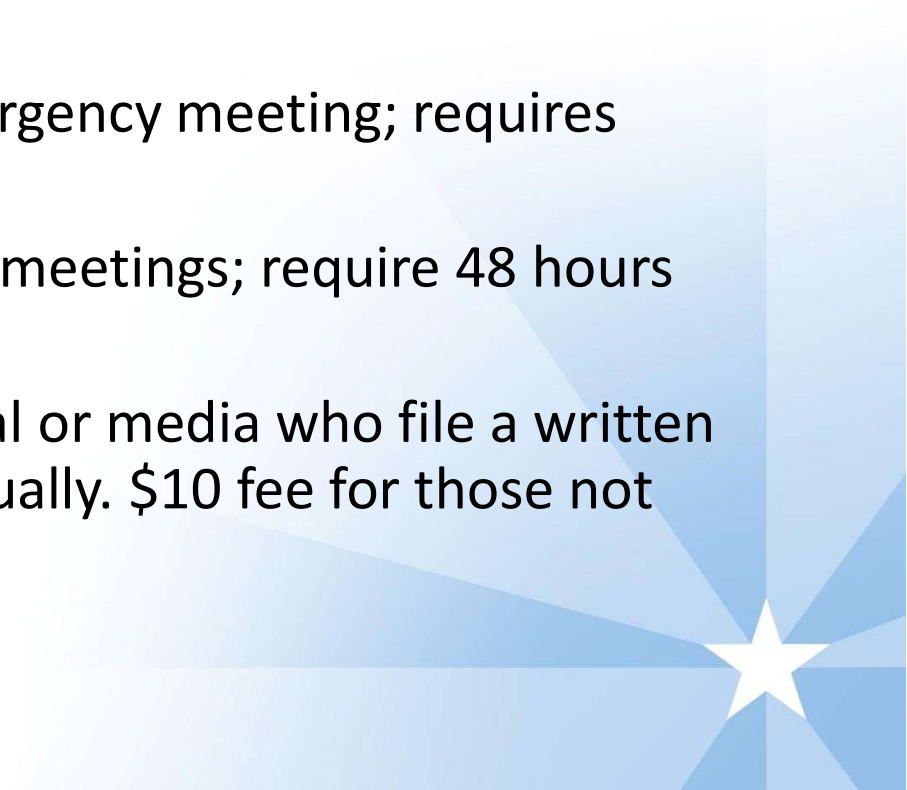 rgency meeting; requires
meetings; require 48 hours
al or media who file a written
ually. $10 fee for those not